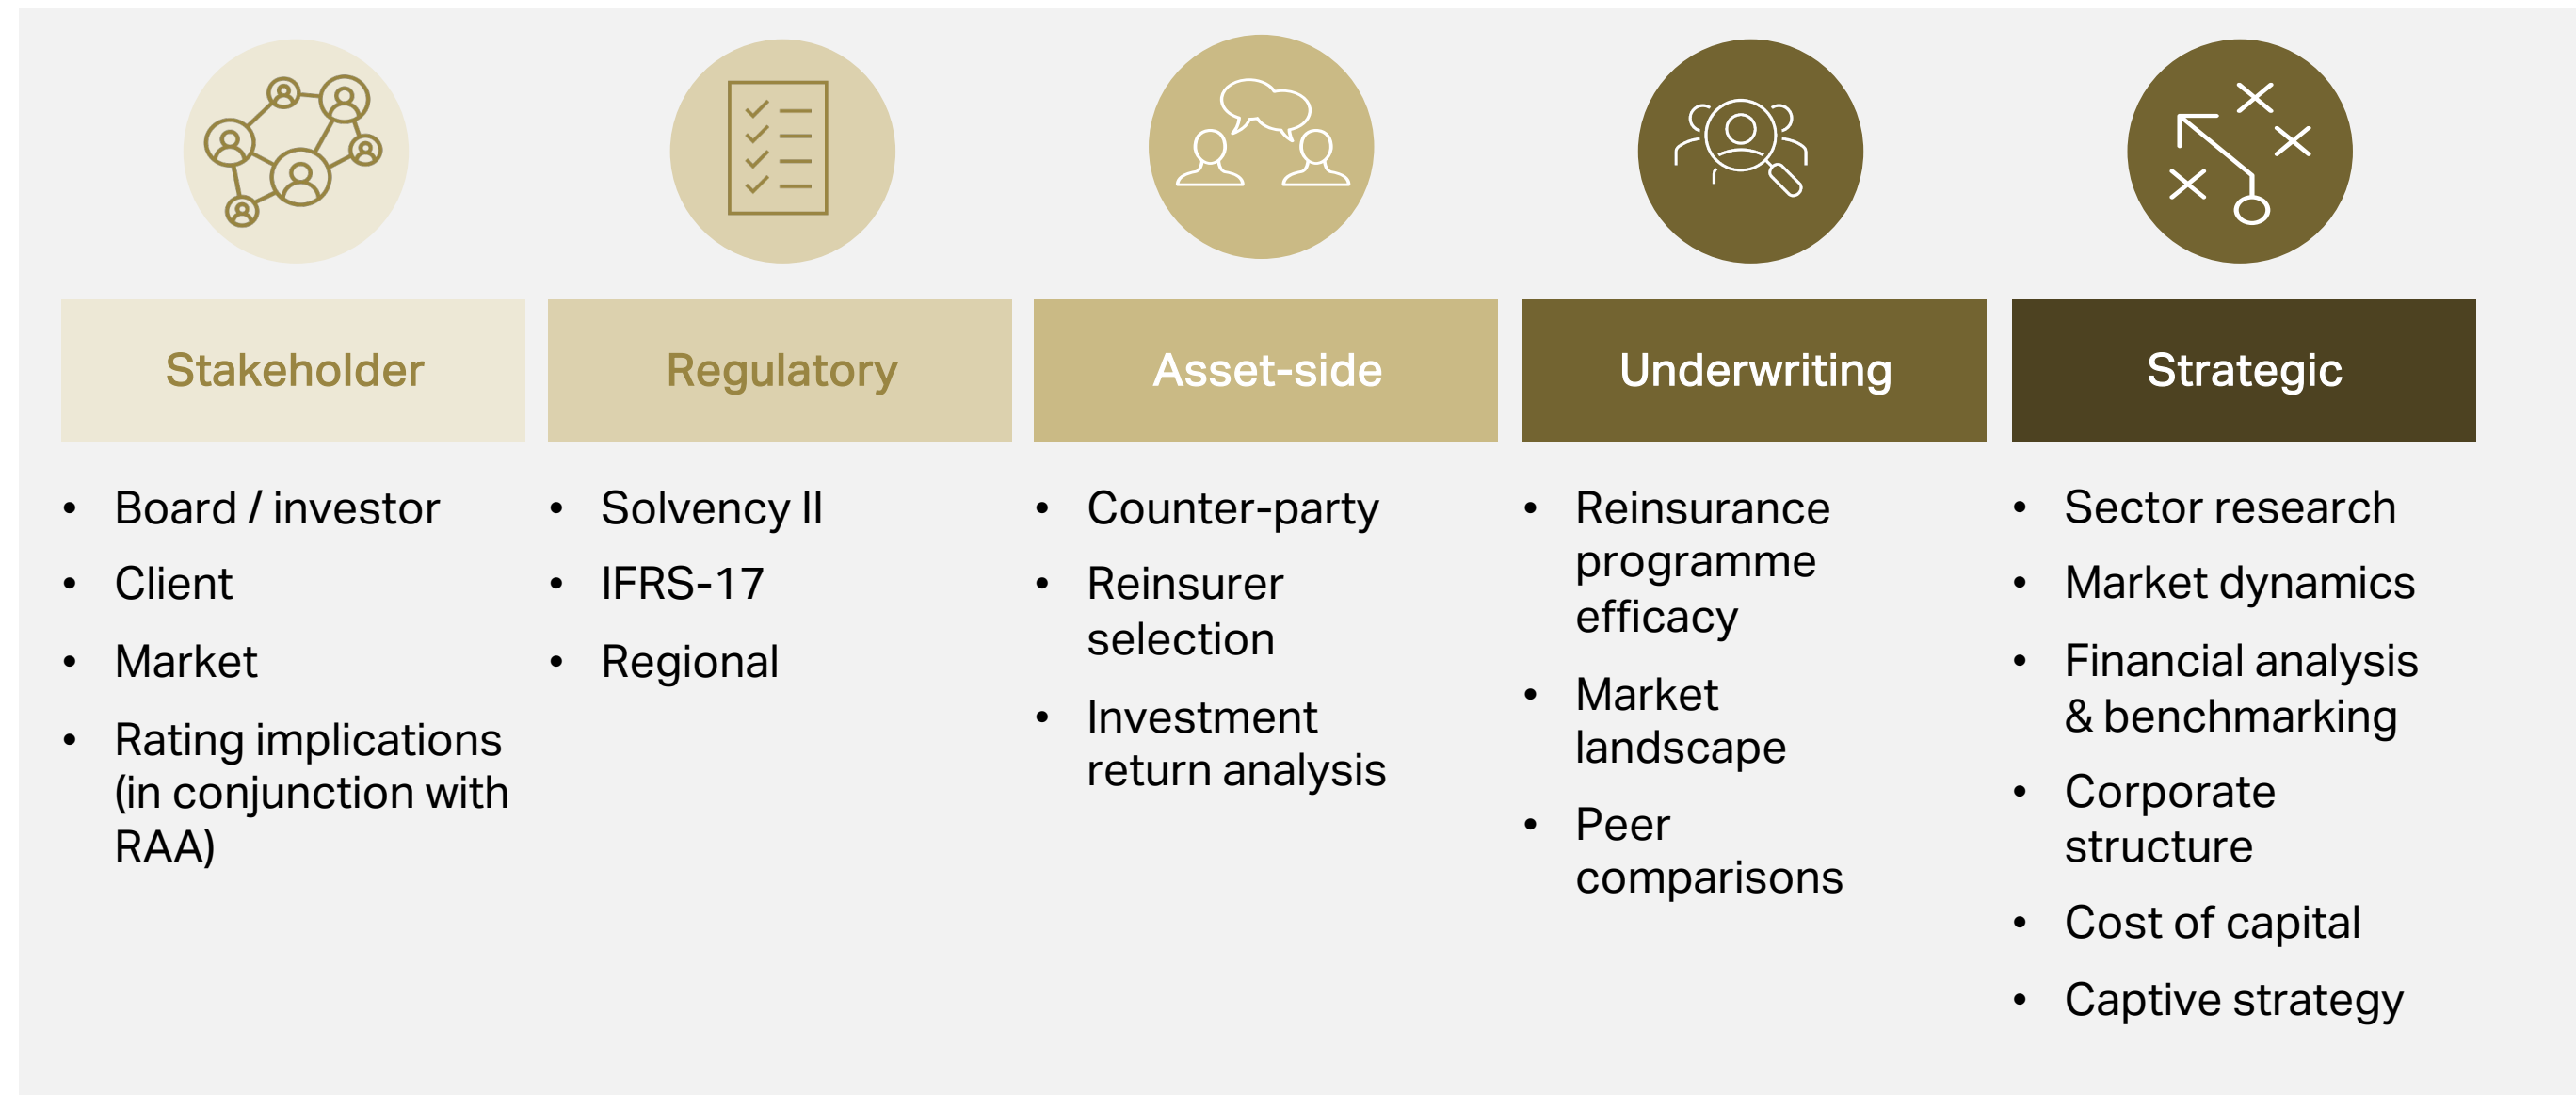 Stakeholder
• Board / investor
• Client
• Market
• Rating implications
(in conjunction with
RAA)
Regulatory
• Solvency II
• IFRS-17
• Regional
Asset-side
• Counter-party
• Reinsurer
selection
• Investment
return analysis
Underwriting
• Reinsurance
programme
efficacy
• Market
landscape
• Peer
comparisons
Strategic
• Sector research
• Market dynamics
• Financial analysis
& benchmarking
• Corporate
structure
• Cost of capital
• Captive strategy